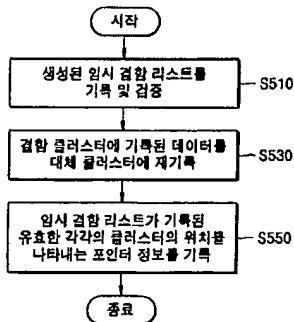 시작
생성된 임시 결함 리스트를
기록 및 검증
S510
결함 클러스터에 기록된 데이터를
대체 클러스터에 재기록
S530
임시 결함 리스트가 기록된
유효한 각각의 클러스터의 위치를
나타내는 포인터 정보를 기록
S550
종료